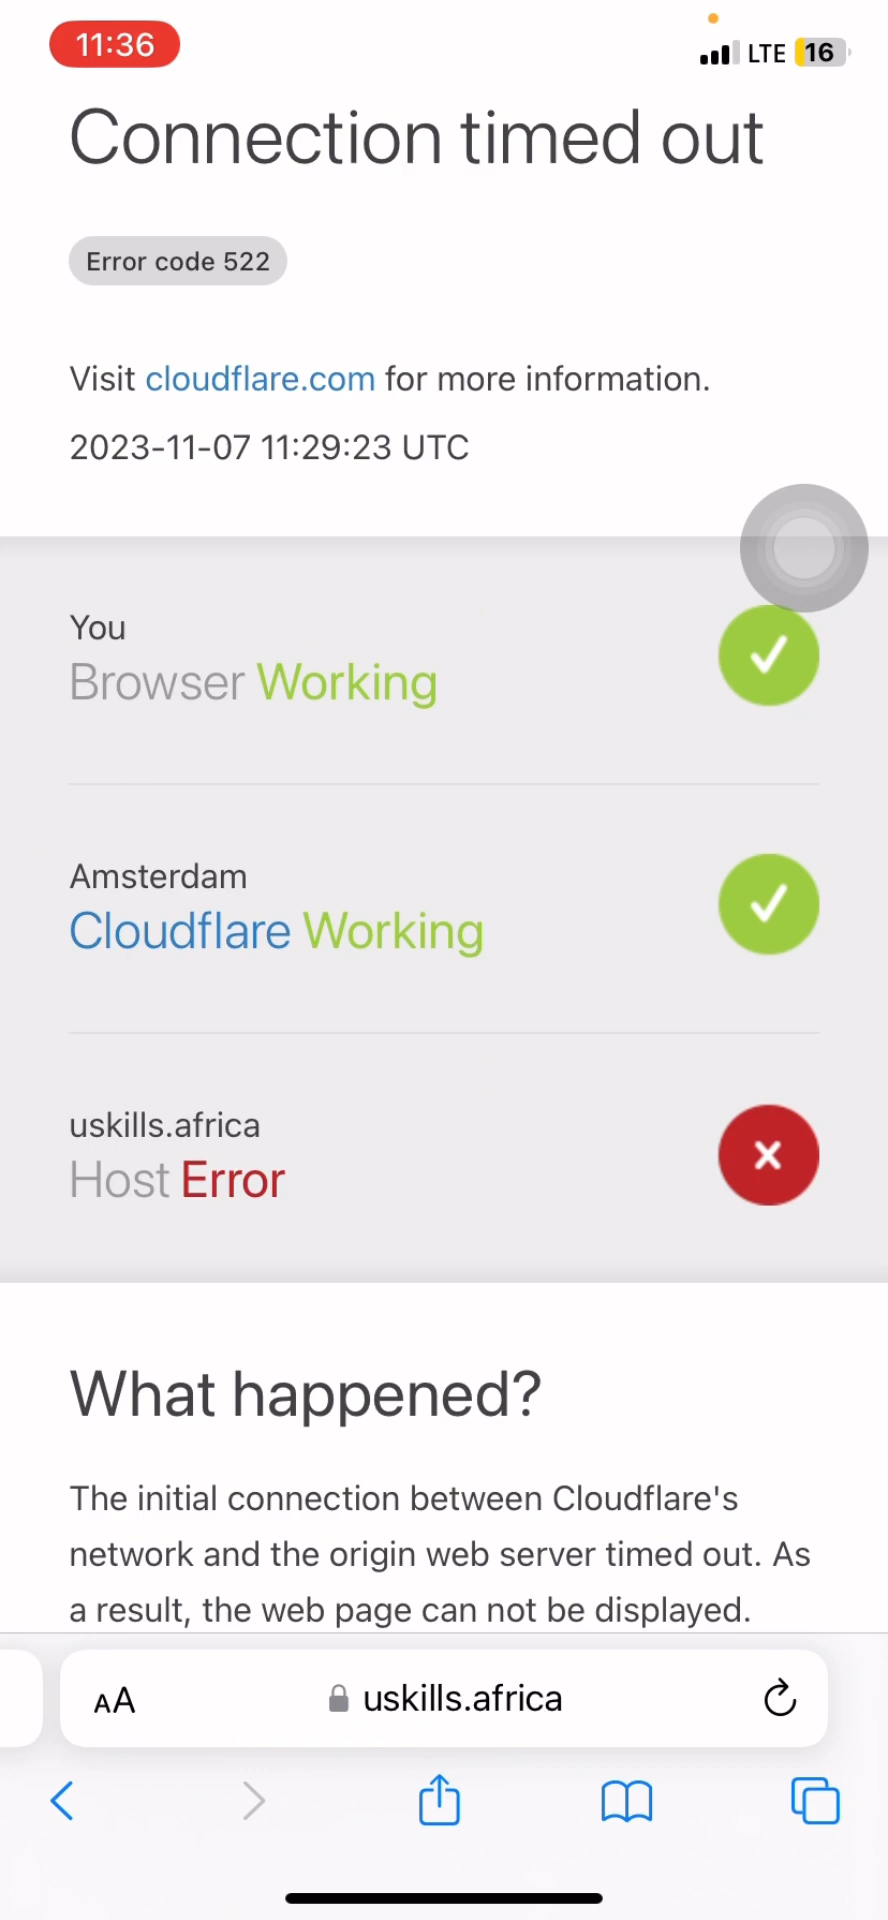 11:36
LTE 16
Connection timed out
Error code 522
Visit cloudflare.com for more information.
2023-11-07 11:29:23 UTC
You
Browser Working
Amsterdam
Cloudflare Working
uskills.africa
Host Error
What happened?
The initial connection between Cloudflare's
network and the origin web server timed out. As
a result, the web page can not be displayed.
AA uskills.africa